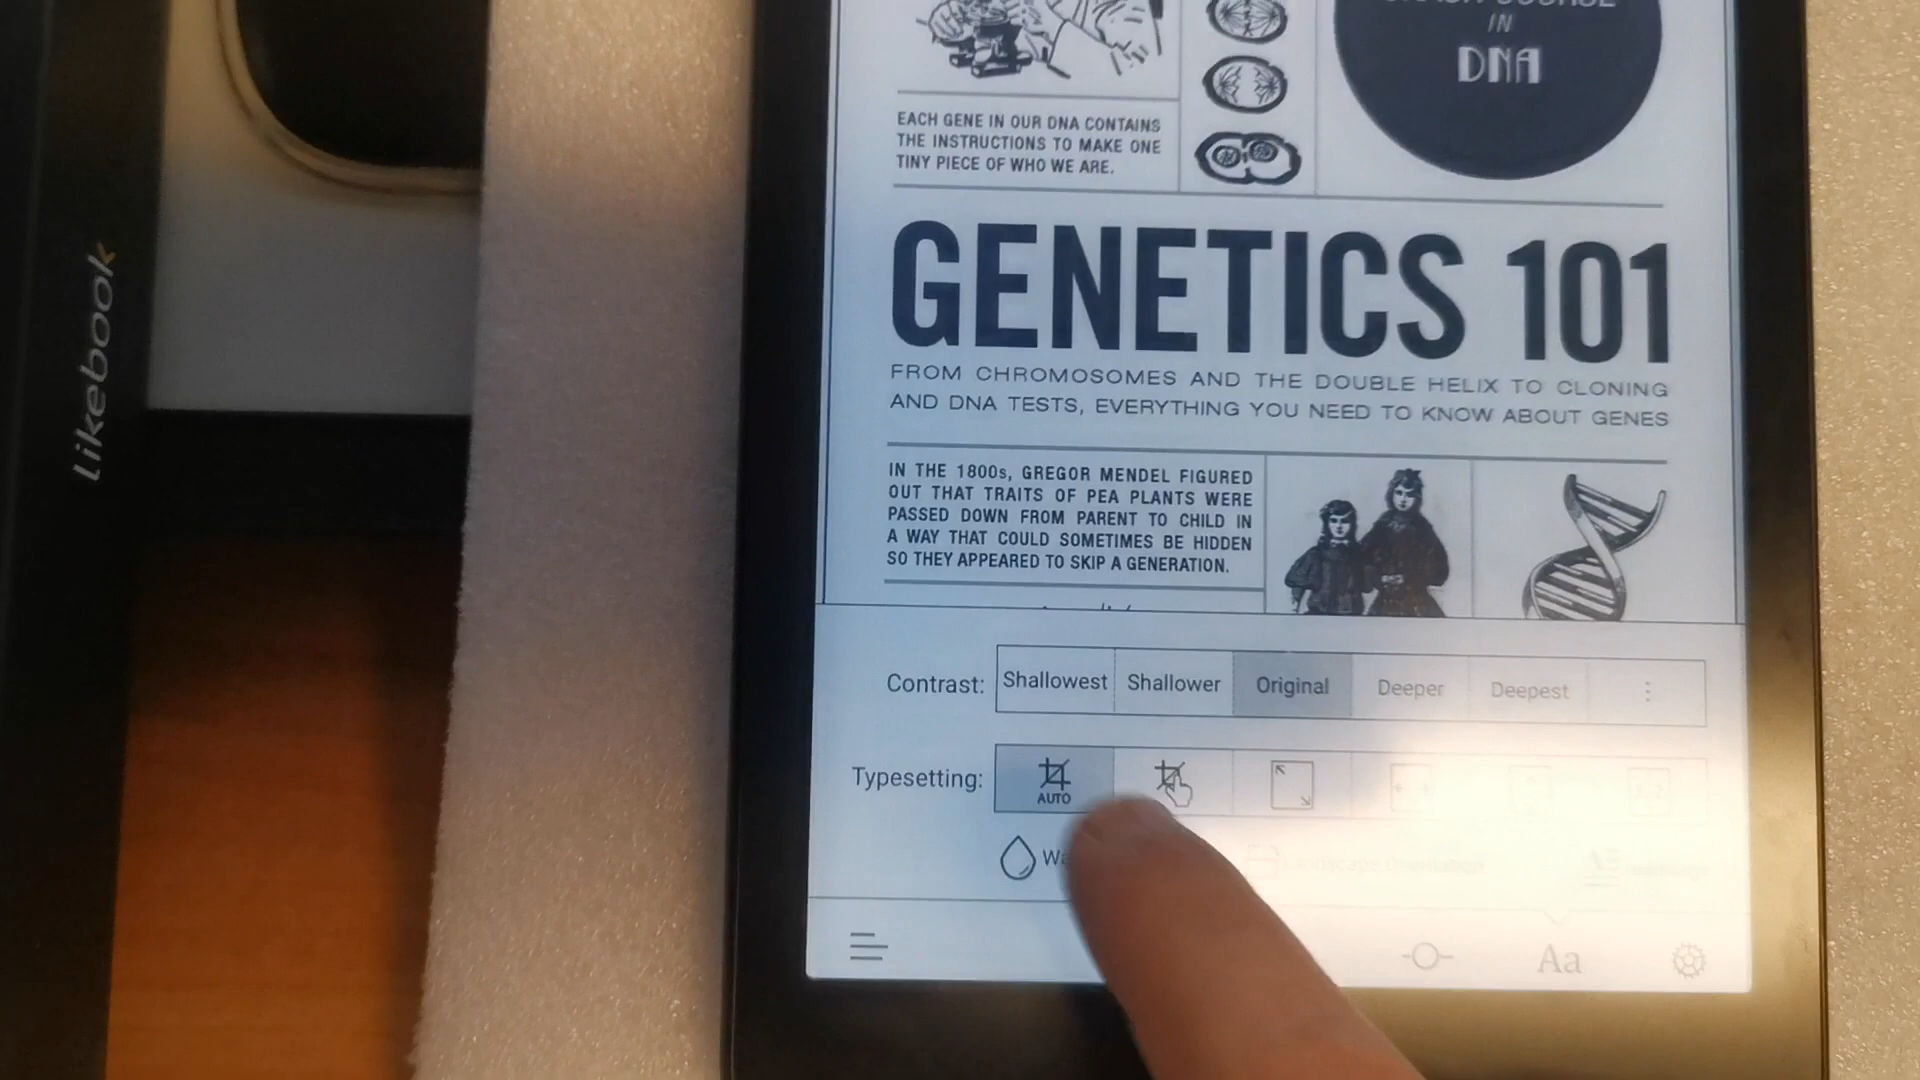 likebook
IN
DNA
EACH GENE IN OUR DNA CONTAINS
THE INSTRUCTIONS TO MAKE ONE
TINY PIECE OF WHO WE ARE.
GENETICS 101
FROM CHROMOSOMES AND THE DOUBLE HELIX TO CLONING
AND DNA TESTS, EVERYTHING YOU NEED TO KNOW ABOUT GENES
IN THE 1800s, GREGOR MENDEL FIGURED
OUT THAT TRAITS OF PEA PLANTS WERE
PASSED DOWN FROM PARENT TO CHILD IN
A WAY THAT COULD SOMETIMES BE HIDDEN
SO THEY APPEARED TO SKIP A GENERATION.
Contrast: Shallowest Shallower Original Deeper Deepest
Typesetting: AUTO
Aa